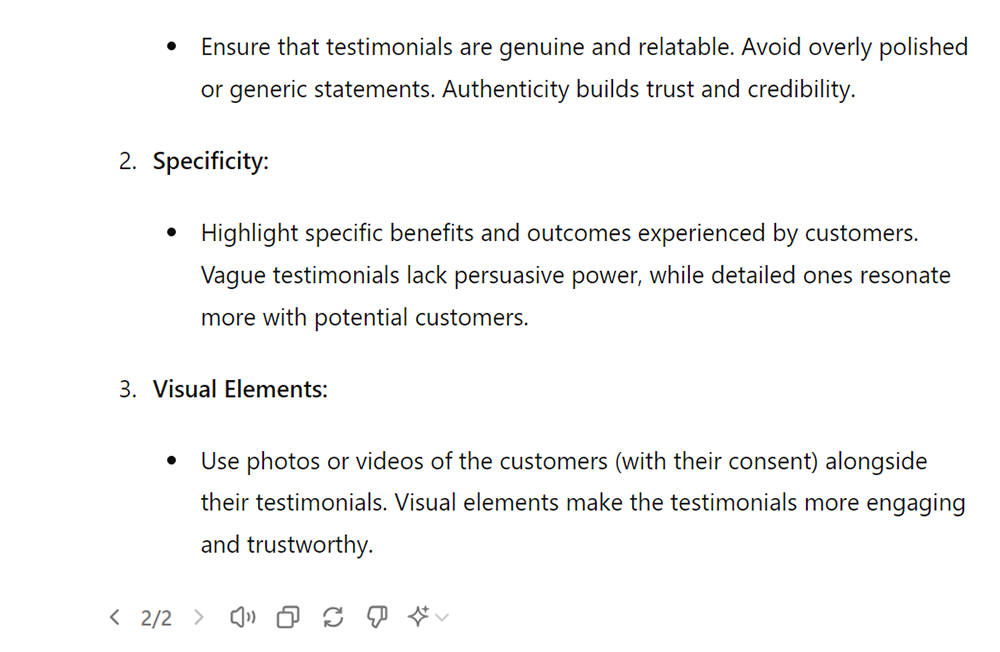 • Ensure that testimonials are genuine and relatable. Avoid overly polished
or generic statements. Authenticity builds trust and credibility.
2. Specificity:
• Highlight specific benefits and outcomes experienced by customers.
Vague testimonials lack persuasive power, while detailed ones resonate
more with potential customers.
3. Visual Elements:
• Use photos or videos of the customers (with their consent) alongside
their testimonials. Visual elements make the testimonials more engaging
and trustworthy.
2/2